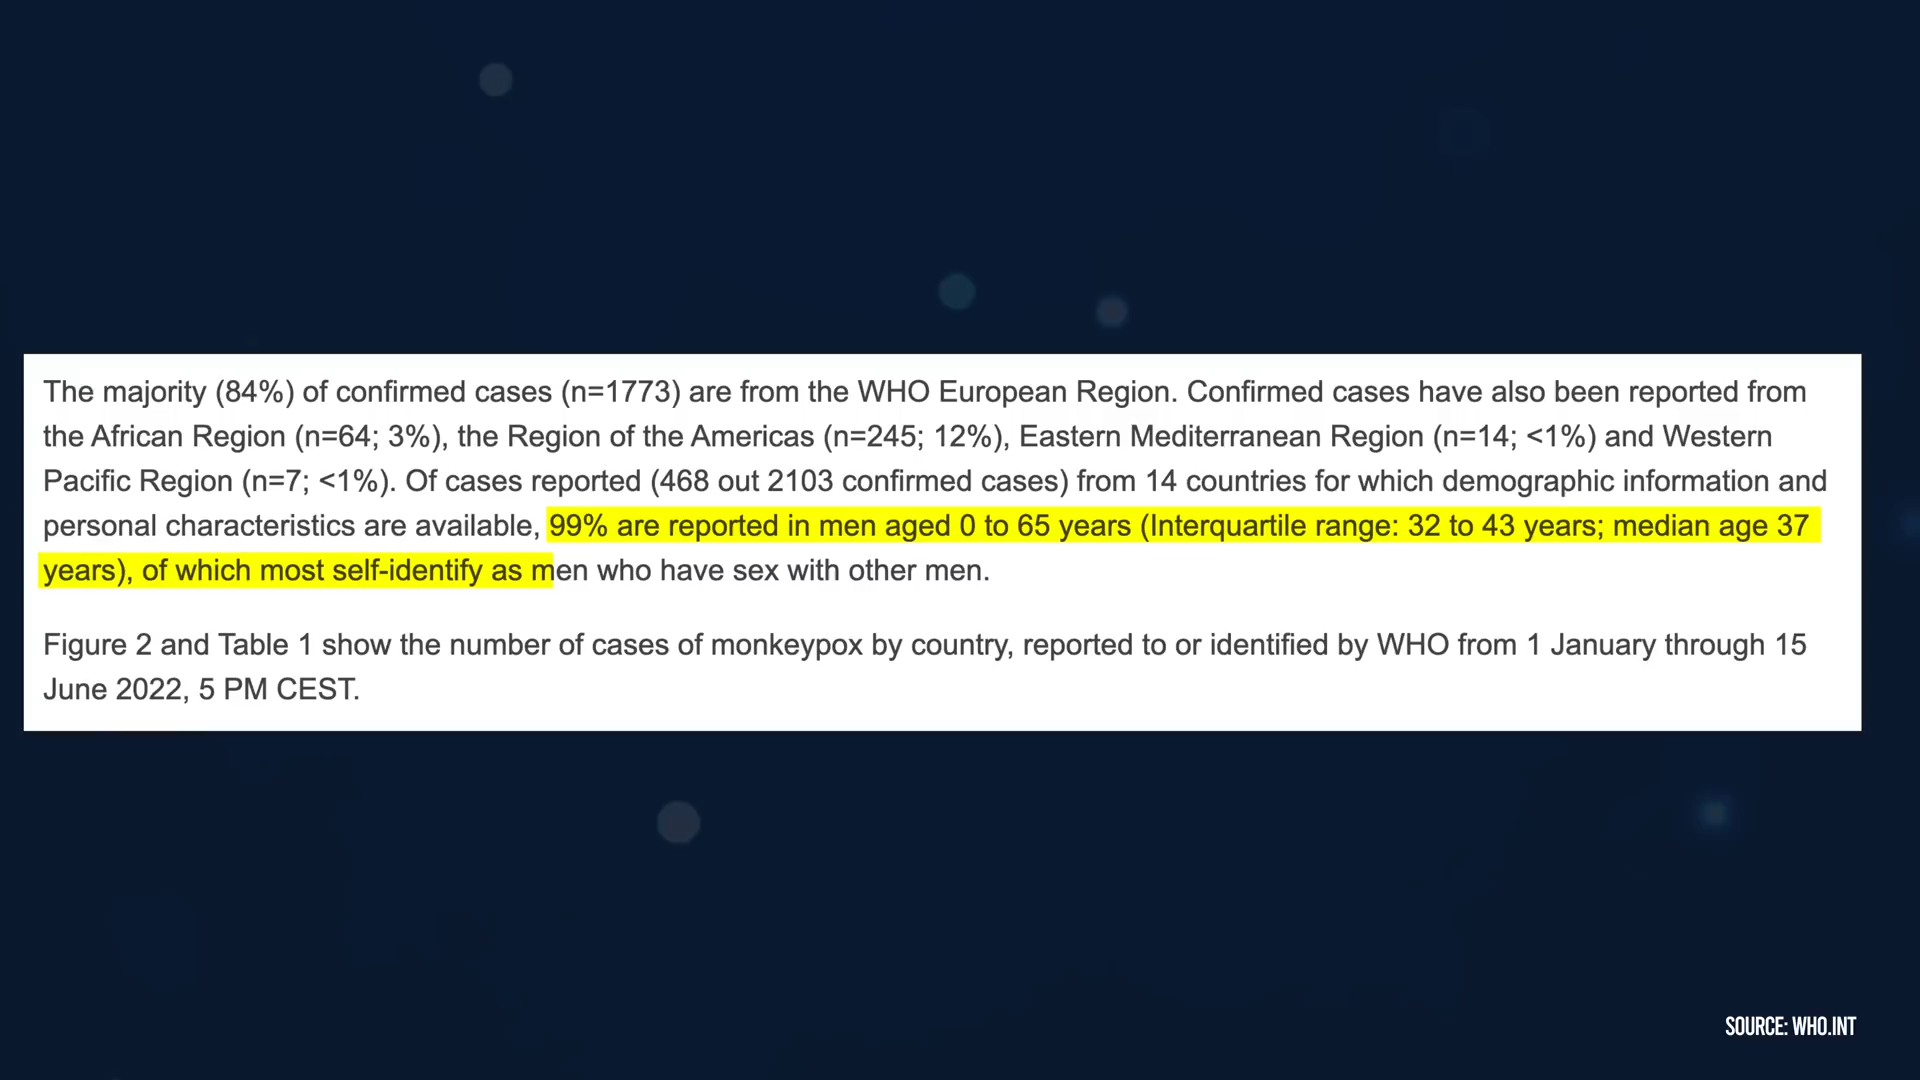 The majority (84%) of confirmed cases (n=1773) are from the WHO European Region. Confirmed cases have also been reported from
the African Region (n=64; 3%), the Region of the Americas (n=245; 12%), Eastern Mediterranean Region (n=14; <1%) and Western
Pacific Region (n=7; <1%). Of cases reported (468 out 2103 confirmed cases) from 14 countries for which demographic information and
personal characteristics are available, 99% are reported in men aged 0 to 65 years (Interquartile range: 32 to 43 years; median age 37
years), of which most self-identify as men who have sex with other men.
Figure 2 and Table 1 show the number of cases of monkeypox by country, reported to or identified by WHO from 1 January through 15
June 2022, 5 PM CEST.
SOURCE: WHO.INT